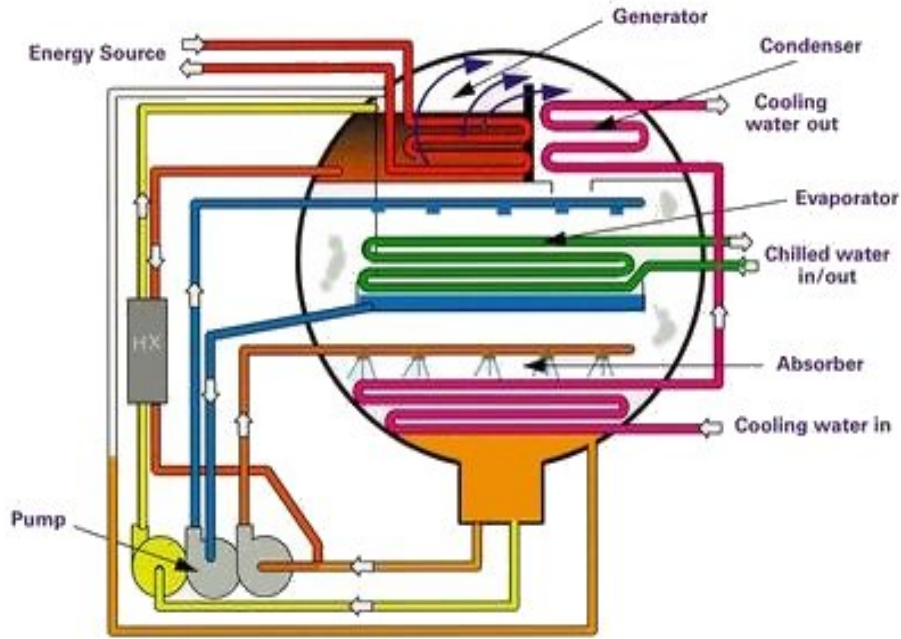 Generator
Energy Source
Condenser
Cooling
water out
Evaporator
Chilled water
in/out
HX
Absorber
Cooling water in
Pump